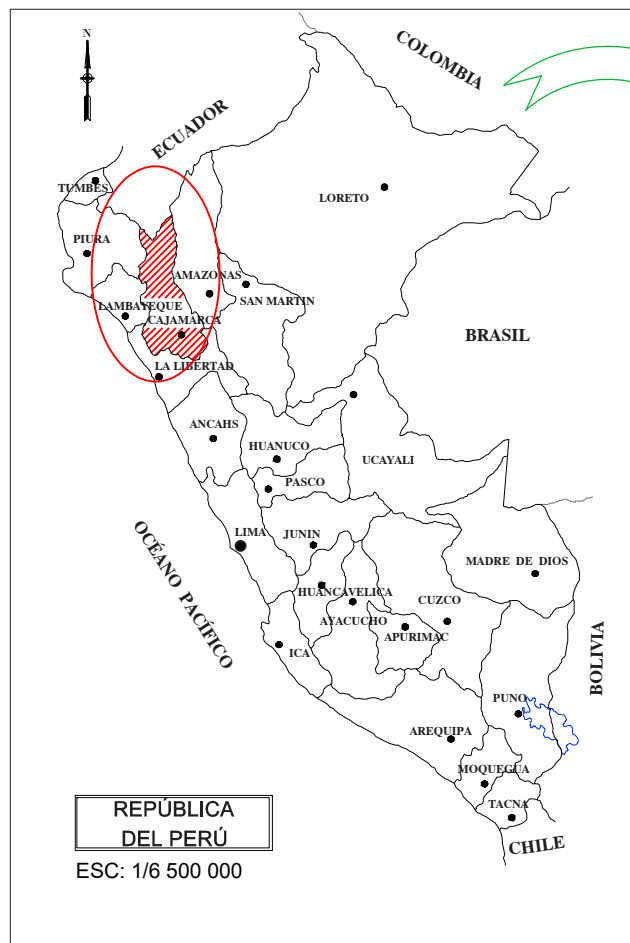 N
COLOMBIA
ECUADOR
TUMBES
LORETO
PIURA
AMAZONAS
SAN MARTIN
LAMBAYEQUE
CAJAMARCA
BRASIL
LA LIBERTAD
ANCAHS
HUANUCO
UCAYALI
PASCO
LIMA
JUNIN
OCÉANO PACÍFICO
MADRE DE DIOS
HUANCAVELICA
CUZCO
AYACUCHO
APURIMAC
ICA
BOLIVIA
PUNO
AREQUIPA
MOQUEGUA
TACNA
CHILE
REPÚBLICA
DEL PERÚ
ESC: 1/6 500 000